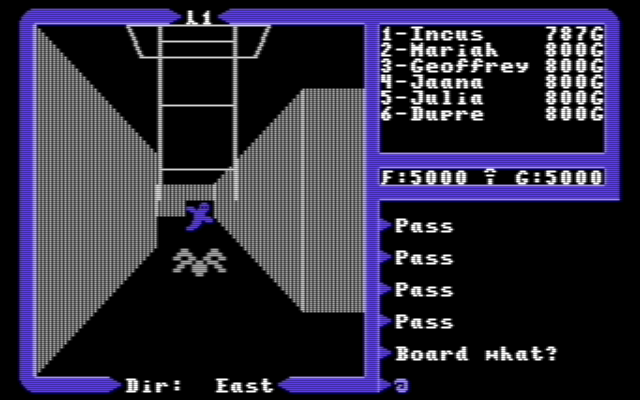 L1
1-Incus 787G
2-Mariah 800G
3-Geoffrey 800G
4-Jaana 800G
5-Julia 800G
6-Dupre 800G
F:5000 G:5000
Pass
Pass
Pass
Pass
Board what?
Dir: East